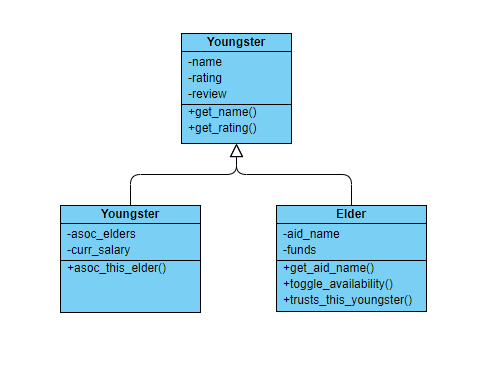 Youngster
-name
-rating
-review
+get_name()
+get_rating()
Youngster
-asoc_elders
-curr_salary
+asoc_this_elder()
Elder
-aid_name
-funds
+get_aid_name()
+toggle_availability()
+trusts_this_youngster()